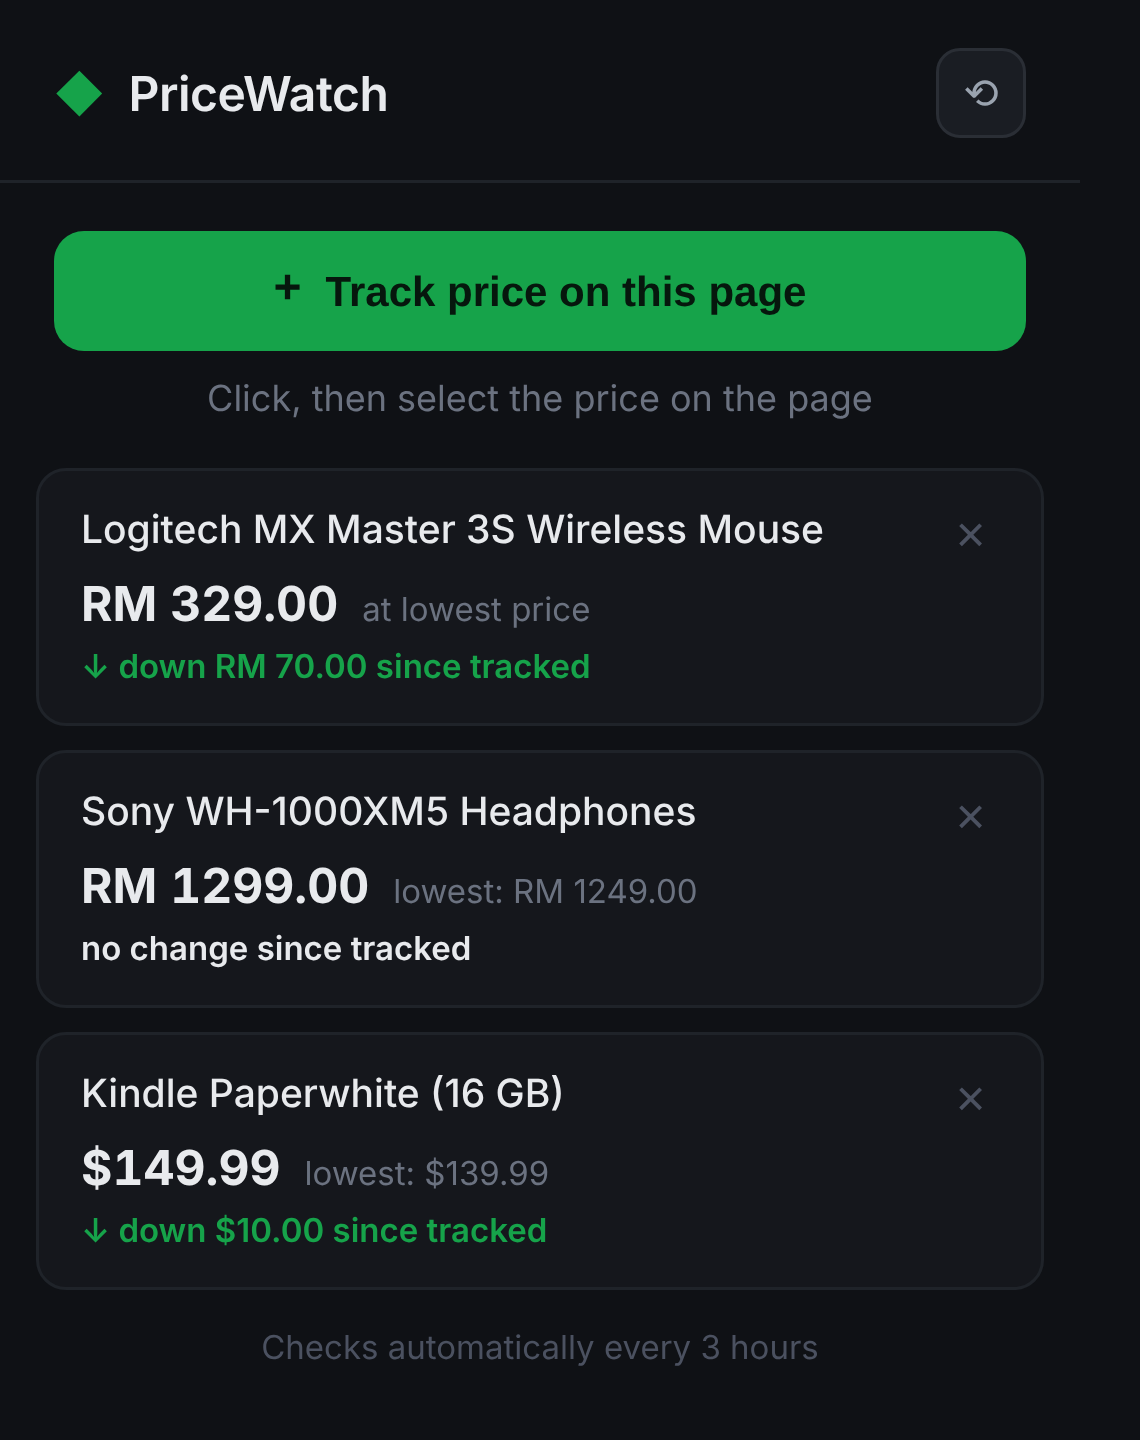 PriceWatch
+ Track price on this page
Click, then select the price on the page
Logitech MX Master 3S Wireless Mouse
RM 329.00 at lowest price
↓ down RM 70.00 since tracked
Sony WH-1000XM5 Headphones
RM 1299.00 lowest: RM 1249.00
no change since tracked
Kindle Paperwhite (16 GB)
$149.99 lowest: $139.99
↓ down $10.00 since tracked
Checks automatically every 3 hours